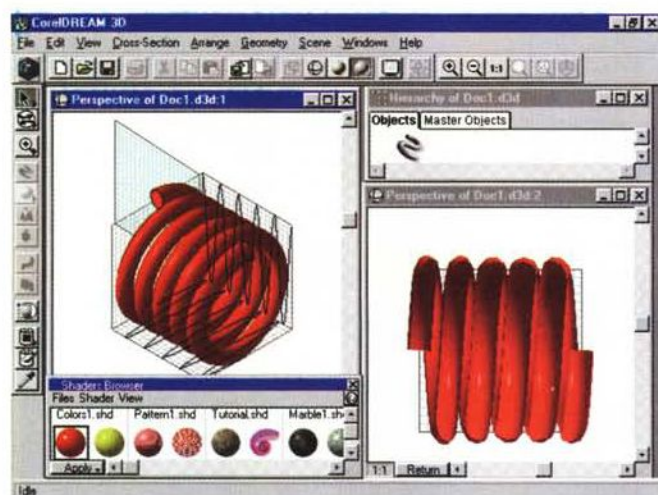 CorelDREAM 3D
File Edit View Cross-Section Arrange Geometry Scene Windows Help
1:1
Perspective of Doc1.d3d:1
Hierarchy of Doc1.d3d
Objects Master Objects
Perspective of Doc1.d3d:2
Shaders Browser
Files Shader View
Colors1.shd Pattern1.shd Tutorial.shd Marble1.sh
Apply
1:1 Return
Idle